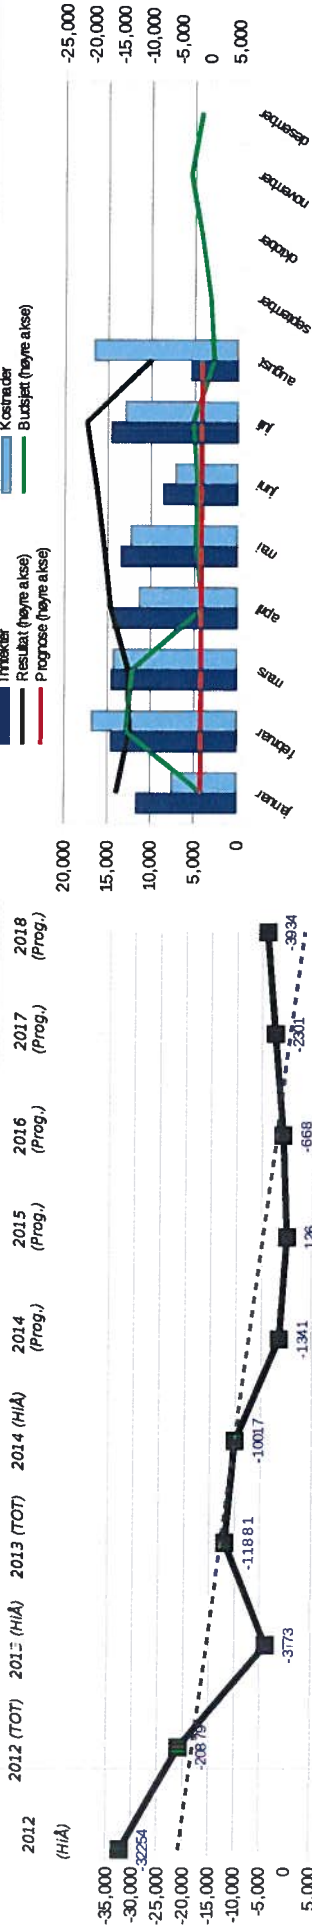 2012
(HiÅ)
2012 (TOT)
2013 (HiÅ)
2013 (TOT)
2014 (HiÅ)
2014
(Prog.)
2015
(Prog.)
2016
(Prog.)
2017
(Prog.)
2018
(Prog.)
-35,000
-30,000
-25,000
-20,000
-15,000
-10,000
-5,000
0
5,000
-32254
-20879
-3773
-11881
-10017
-1341
126
-668
-2301
-3934
Inntekter
Kostnader
Resultat (høyre akse)
Budsjett (høyre akse)
Prognose (høyre akse)
20,000
15,000
10,000
5,000
0
-25,000
-20,000
-15,000
-10,000
-5,000
0
5,000
januar
februar
mars
april
mai
juni
juli
august
september
oktober
november
desember